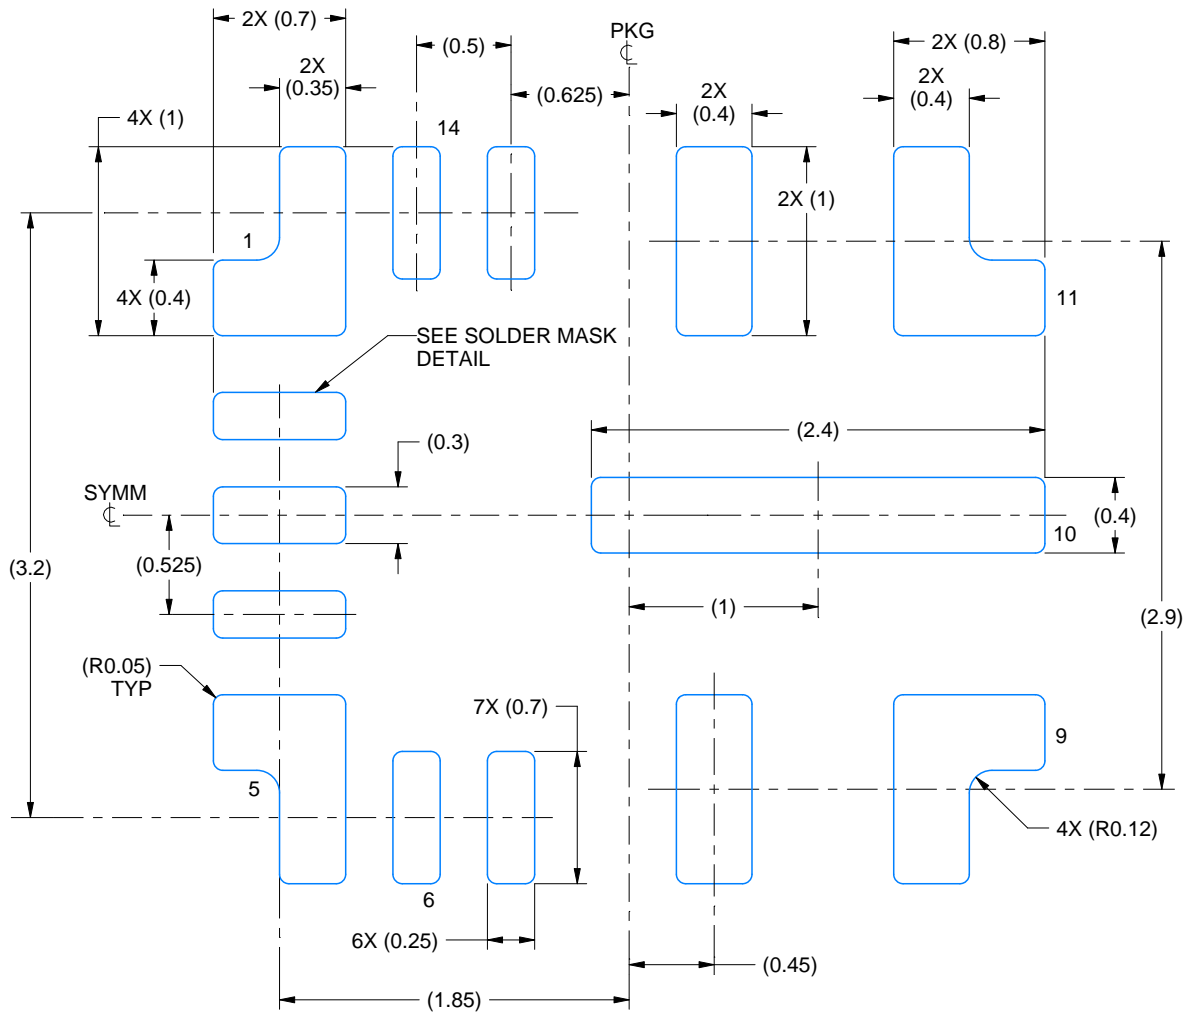 2X (0.7)
(0.5)
PKG
℄
2X (0.8)
2X
(0.35)
(0.625)
2X
(0.4)
2X
(0.4)
4X (1)
14
2X (1)
1
4X (0.4)
11
SEE SOLDER MASK
DETAIL
(2.4)
(0.3)
SYMM
℄
(0.4)
10
(0.525)
(3.2)
(1)
(2.9)
(R0.05)
TYP
7X (0.7)
9
5
4X (R0.12)
6
6X (0.25)
(0.45)
(1.85)